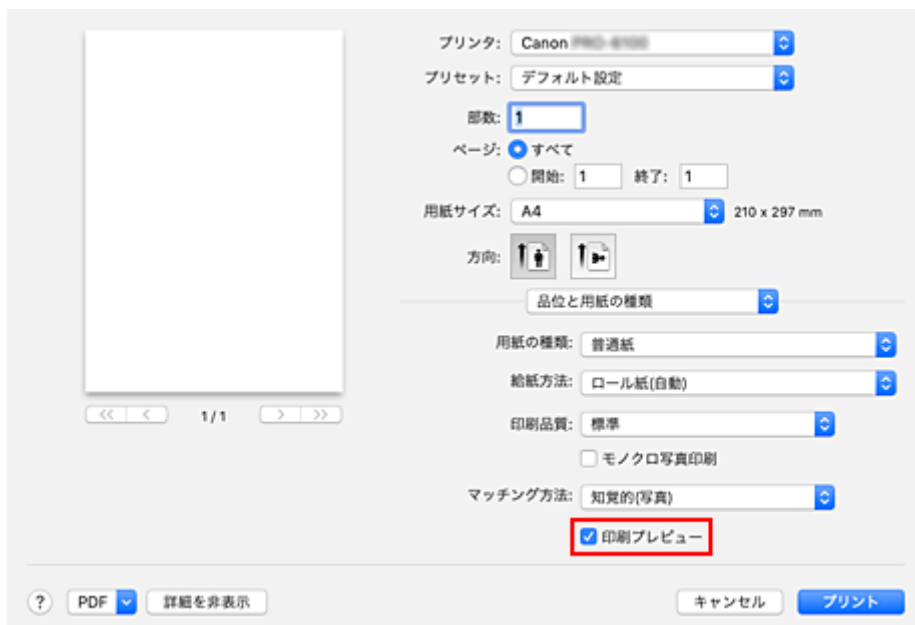 プリンタ: Canon
プリセット: デフォルト設定
部数: 1
ページ: すべて
開始: 1 終了: 1
用紙サイズ: A4 210 x 297 mm
方向:
品位と用紙の種類
用紙の種類: 普通紙
給紙方法: ロール紙(自動)
<< < 1/1 > >>
印刷品質: 標準
モノクロ写真印刷
マッチング方法: 知覚的(写真)
印刷プレビュー
? PDF 詳細を非表示 キャンセル プリント